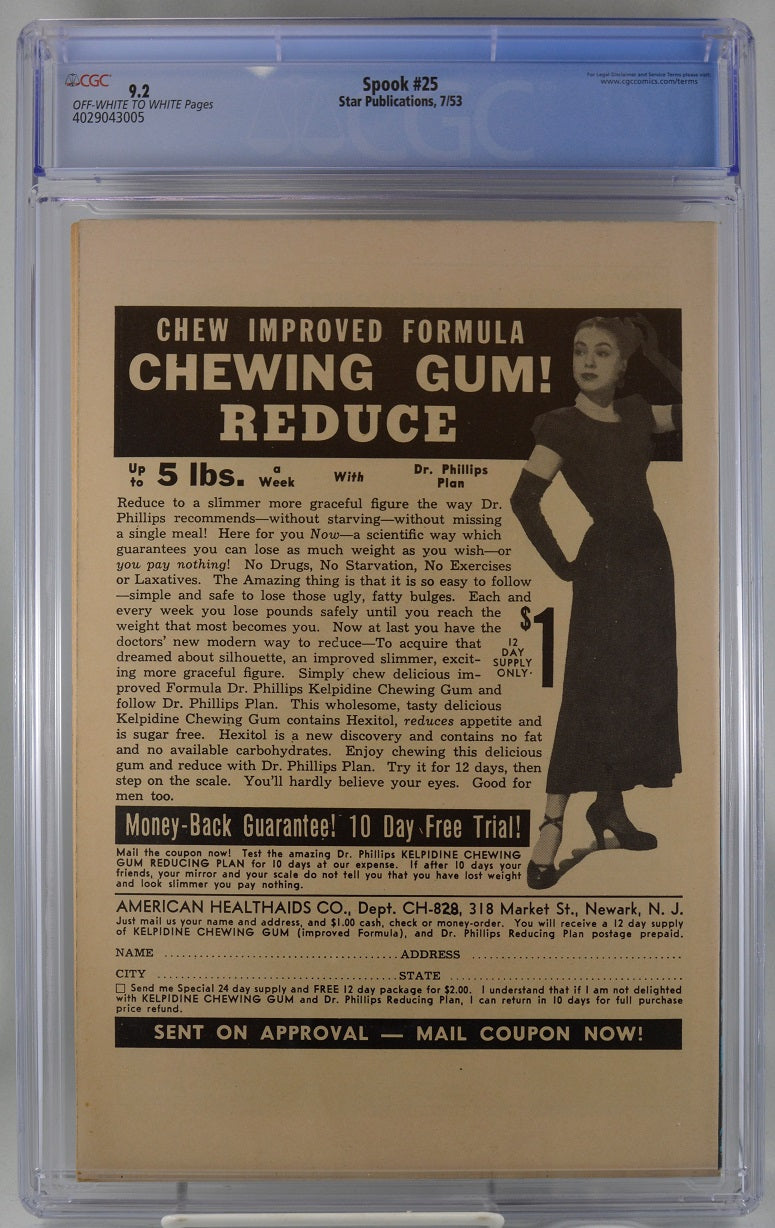 CGC
9.2
OFF-WHITE TO WHITE Pages
4029043005
Spook #25
Star Publications, 7/53
For Legal Disclaimer and Service Terms please visit:
www.cgccomics.com/terms
CGC
CHEW IMPROVED FORMULA
CHEWING GUM!
REDUCE
Up to 5 lbs. a Week With Dr. Phillips Plan
Reduce to a slimmer more graceful figure the way Dr.
Phillips recommends—without starving—without missing
a single meal! Here for you Now—a scientific way which
guarantees you can lose as much weight as you wish—or
you pay nothing! No Drugs, No Starvation, No Exercises
or Laxatives. The Amazing thing is that it is so easy to follow
—simple and safe to lose those ugly, fatty bulges. Each and
every week you lose pounds safely until you reach the
weight that most becomes you. Now at last you have the
doctors' new modern way to reduce—To acquire that
dreamed about silhouette, an improved slimmer, excit-
ing more graceful figure. Simply chew delicious im-
proved Formula Dr. Phillips Kelpidine Chewing Gum and
follow Dr. Phillips Plan. This wholesome, tasty delicious
Kelpidine Chewing Gum contains Hexitol, reduces appetite and
is sugar free. Hexitol is a new discovery and contains no fat
and no available carbohydrates. Enjoy chewing this delicious
gum and reduce with Dr. Phillips Plan. Try it for 12 days, then
step on the scale. You'll hardly believe your eyes. Good for
men too.
$1
12
DAY
SUPPLY
ONLY·
Money-Back Guarantee! 10 Day Free Trial!
Mail the coupon now! Test the amazing Dr. Phillips KELPIDINE CHEWING
GUM REDUCING PLAN for 10 days at our expense. If after 10 days your
friends, your mirror and your scale do not tell you that you have lost weight
and look slimmer you pay nothing.
AMERICAN HEALTHAIDS CO., Dept. CH-828, 318 Market St., Newark, N. J.
Just mail us your name and address, and $1.00 cash, check or money-order. You will receive a 12 day supply
of KELPIDINE CHEWING GUM (improved Formula), and Dr. Phillips Reducing Plan postage prepaid.
NAME ........................................ ADDRESS ........................................
CITY ........................................ STATE ........................................
☐ Send me Special 24 day supply and FREE 12 day package for $2.00. I understand that if I am not delighted
with KELPIDINE CHEWING GUM and Dr. Phillips Reducing Plan, I can return in 10 days for full purchase
price refund.
SENT ON APPROVAL — MAIL COUPON NOW!